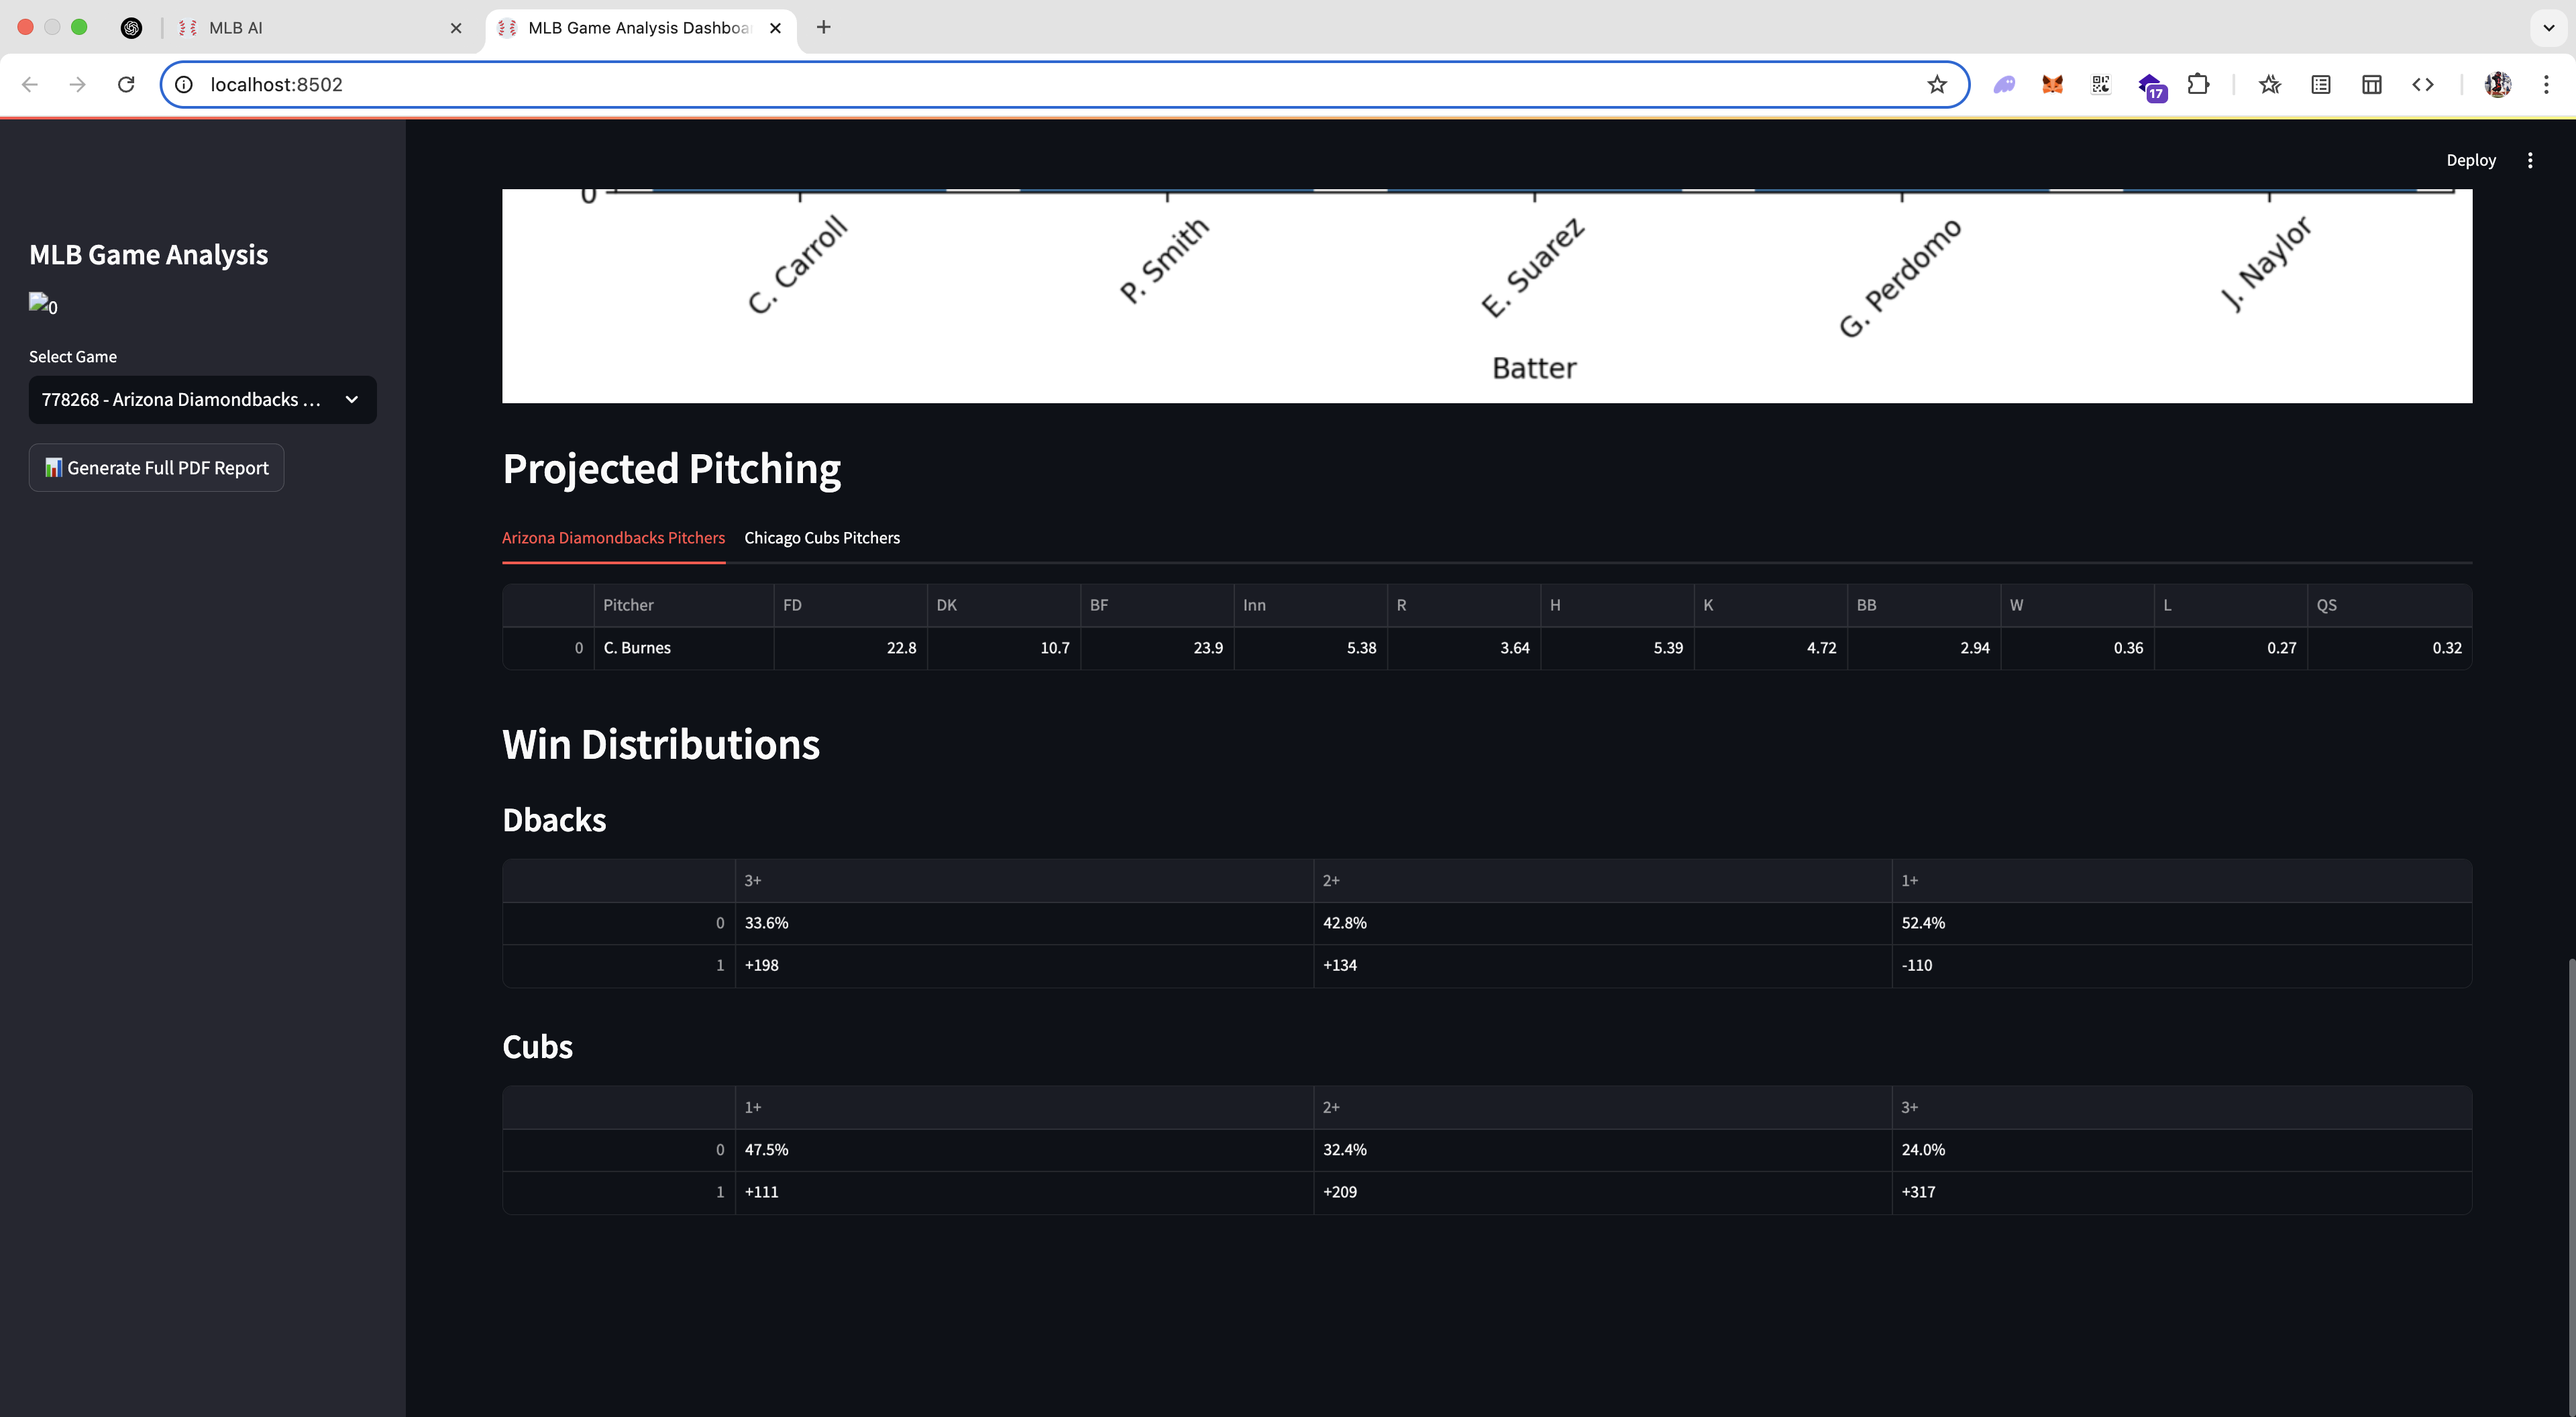 MLB AI
MLB Game Analysis Dashboa
localhost:8502
17
Deploy
MLB Game Analysis
0
Select Game
778268 - Arizona Diamondbacks ...
Generate Full PDF Report
0
C. Carroll P. Smith E. Suarez G. Perdomo J. Naylor
Batter
Projected Pitching
Arizona Diamondbacks Pitchers Chicago Cubs Pitchers
Pitcher FD DK BF Inn R H K BB W L QS
0 C. Burnes 22.8 10.7 23.9 5.38 3.64 5.39 4.72 2.94 0.36 0.27 0.32
Win Distributions
Dbacks
3+ 2+ 1+
0 33.6% 42.8% 52.4%
1 +198 +134 -110
Cubs
1+ 2+ 3+
0 47.5% 32.4% 24.0%
1 +111 +209 +317